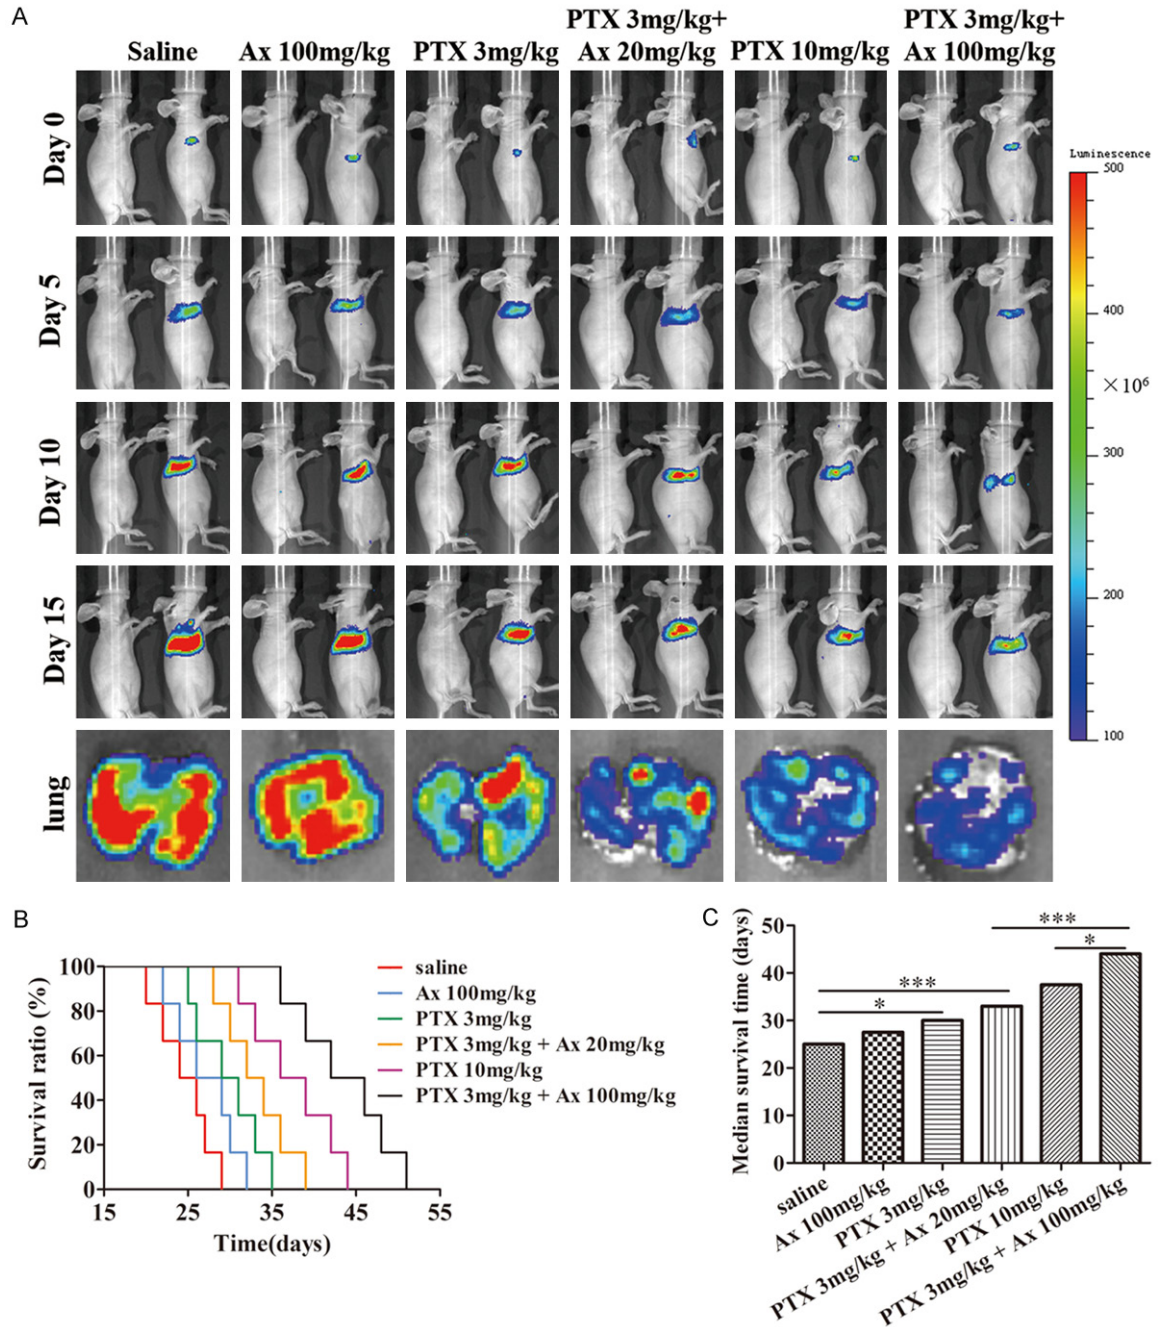 A
PTX 3mg/kg+ PTX 3mg/kg+
Saline Ax 100mg/kg PTX 3mg/kg Ax 20mg/kg PTX 10mg/kg Ax 100mg/kg
Day 0
Day 5
Day 10
Day 15
lung
Luminescence
500
400
×10⁶
300
200
100
B
Survival ratio (%)
100
80
60
40
20
0
15 25 35 45 55
Time(days)
saline
Ax 100mg/kg
PTX 3mg/kg
PTX 3mg/kg + Ax 20mg/kg
PTX 10mg/kg
PTX 3mg/kg + Ax 100mg/kg
C
Median survival time (days)
50
40
30
20
10
0
***
*
***
*
saline
Ax 100mg/kg
PTX 3mg/kg
PTX 3mg/kg + Ax 20mg/kg
PTX 10mg/kg
PTX 3mg/kg + Ax 100mg/kg